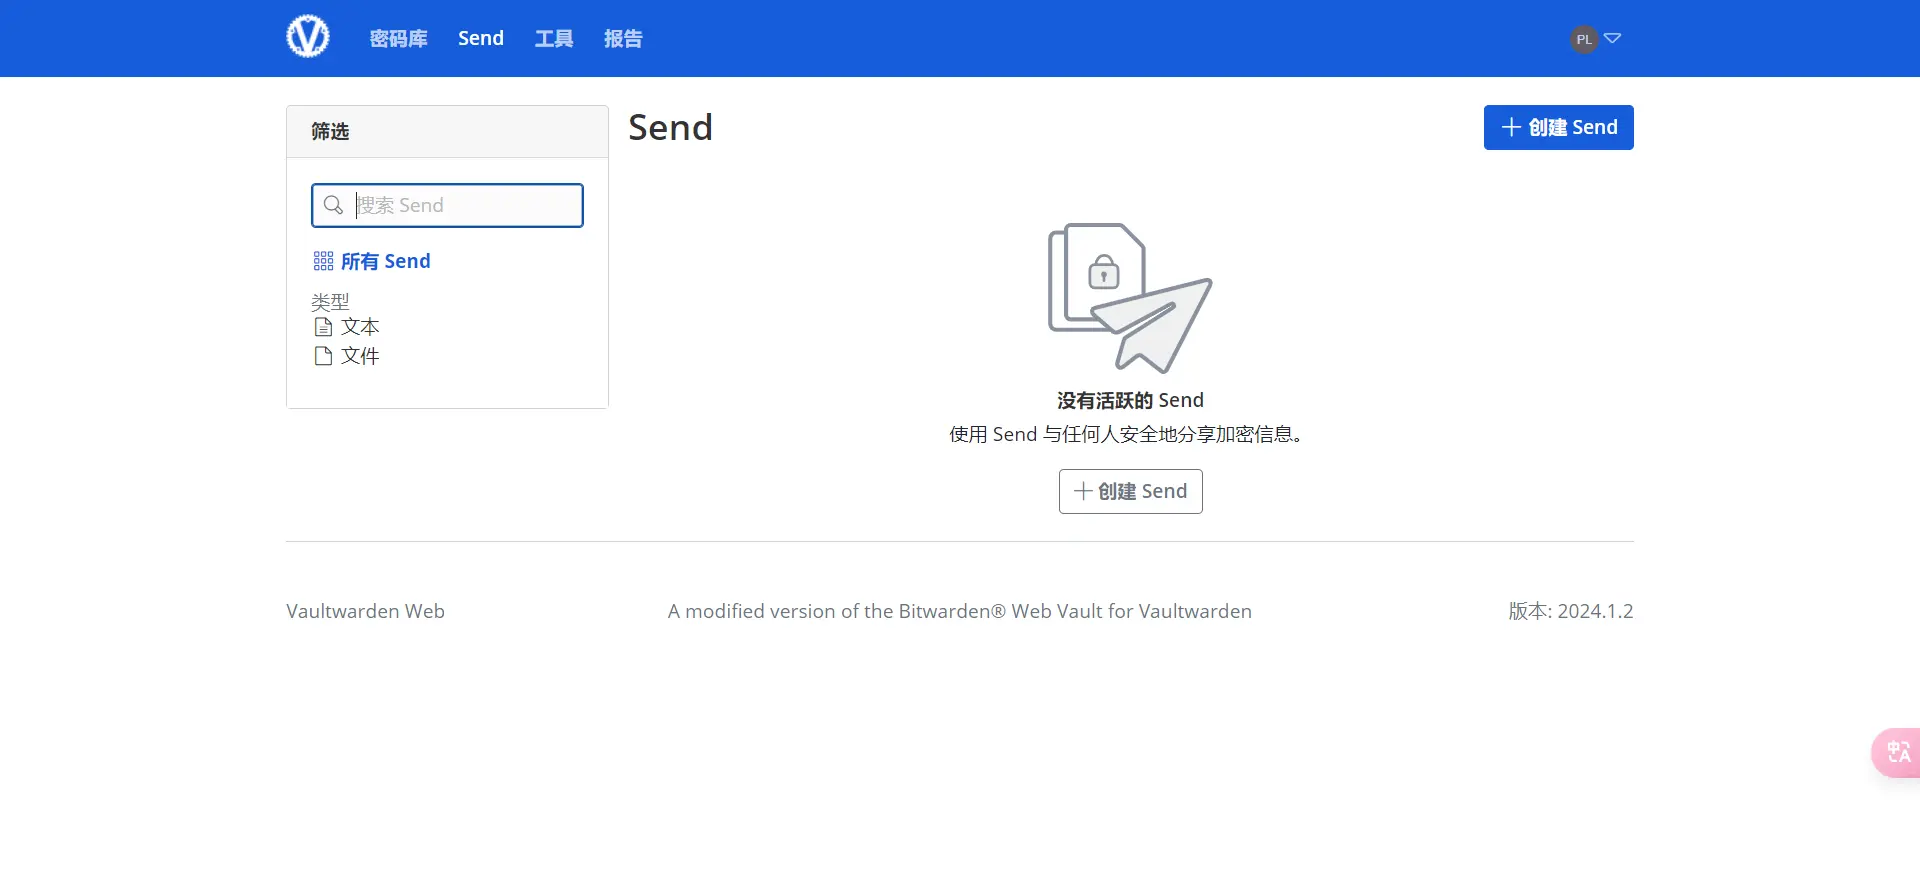 密码库 Send 工具 报告
PL
筛选
搜索 Send
所有 Send
类型
文本
文件
Send
创建 Send
没有活跃的 Send
使用 Send 与任何人安全地分享加密信息。
创建 Send
Vaultwarden Web
A modified version of the Bitwarden® Web Vault for Vaultwarden
版本: 2024.1.2
中A